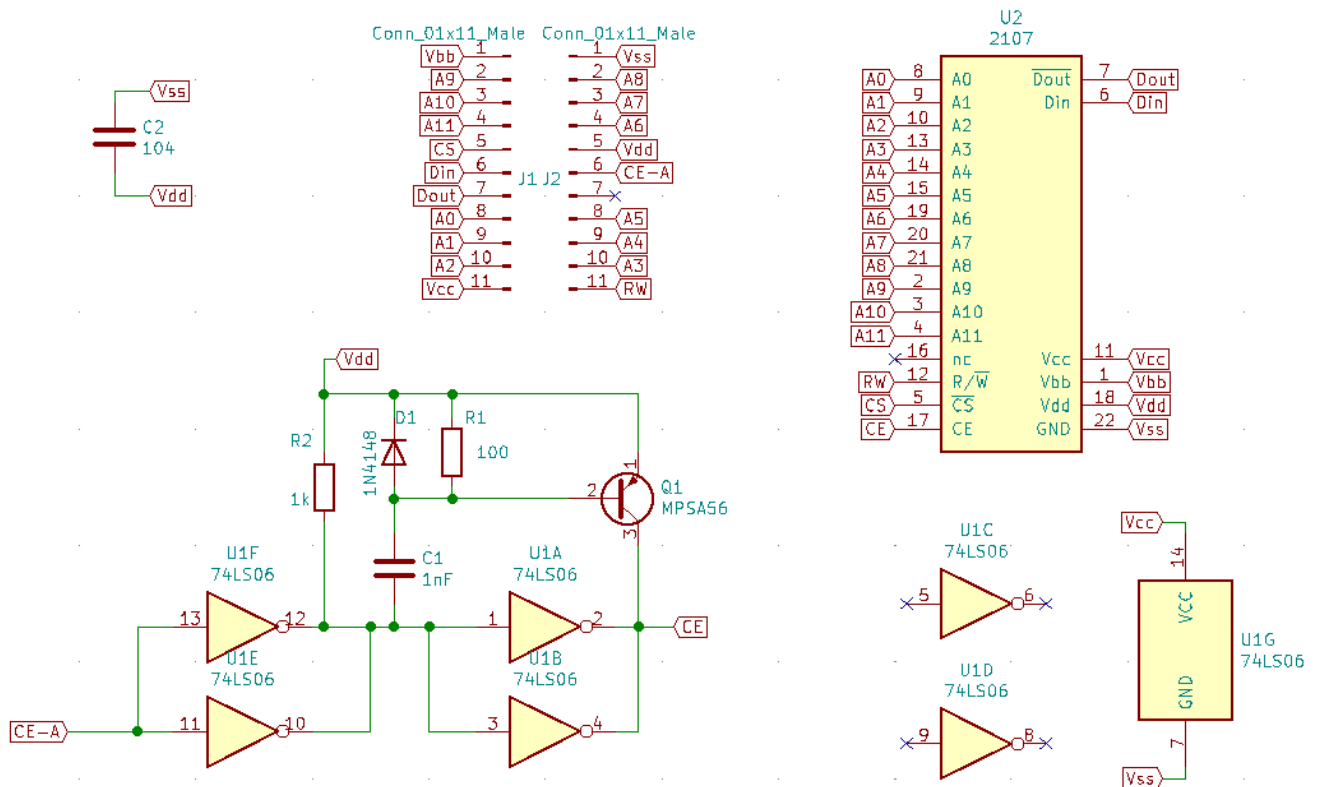 Conn_01x11_Male Conn_01x11_Male
Vbb 1 1 Vss
A9 2 2 A8
A10 3 3 A7
A11 4 4 A6
CS 5 5 Vdd
Din 6 6 CE-A
J1 J2
Dout 7 7
A0 8 8 A5
A1 9 9 A4
A2 10 10 A3
Vcc 11 11 RW
Vss
C2
104
Vdd
U2
2107
A0 8 A0 Dout 7 Dout
A1 9 A1 Din 6 Din
A2 10 A2
A3 13 A3
A4 14 A4
A5 15 A5
A6 19 A6
A7 20 A7
A8 21 A8
A9 2 A9
A10 3 A10
A11 4 A11
16 nc Vcc 11 Vcc
RW 12 R/W Vbb 1 Vbb
CS 5 CS Vdd 18 Vdd
CE 17 CE GND 22 Vss
Vdd
R2
1k
D1
1N4148
R1
100
1
2
3
Q1
MPSA56
C1
1nF
U1F
74LS06
13 12
U1E
74LS06
11 10
CE-A
U1A
74LS06
1 2
CE
U1B
74LS06
3 4
U1C
74LS06
5 6
U1D
74LS06
9 8
Vcc
14
VCC
U1G
74LS06
GND
7
Vss